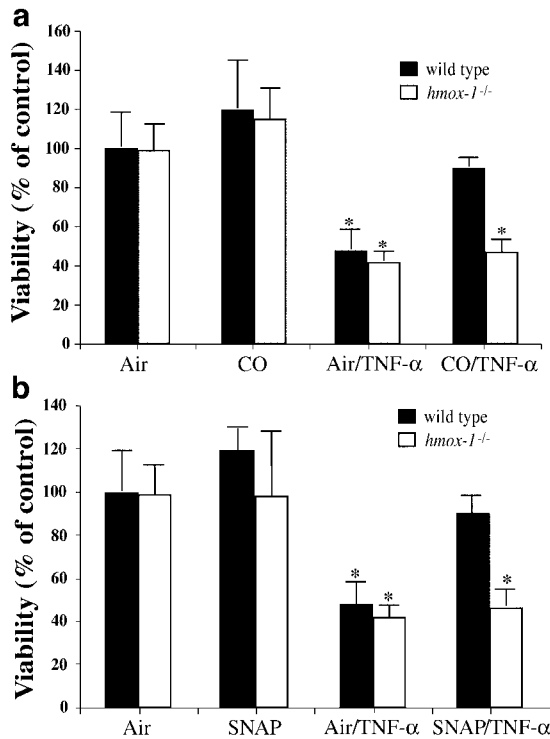 a
Viability (% of control)
160
140
120
100
80
60
40
20
0
wild type
hmox-1-/-
* * *
Air CO Air/TNF-α CO/TNF-α
b
Viability (% of control)
140
120
100
80
60
40
20
0
wild type
hmox-1-/-
* * *
Air SNAP Air/TNF-α SNAP/TNF-α